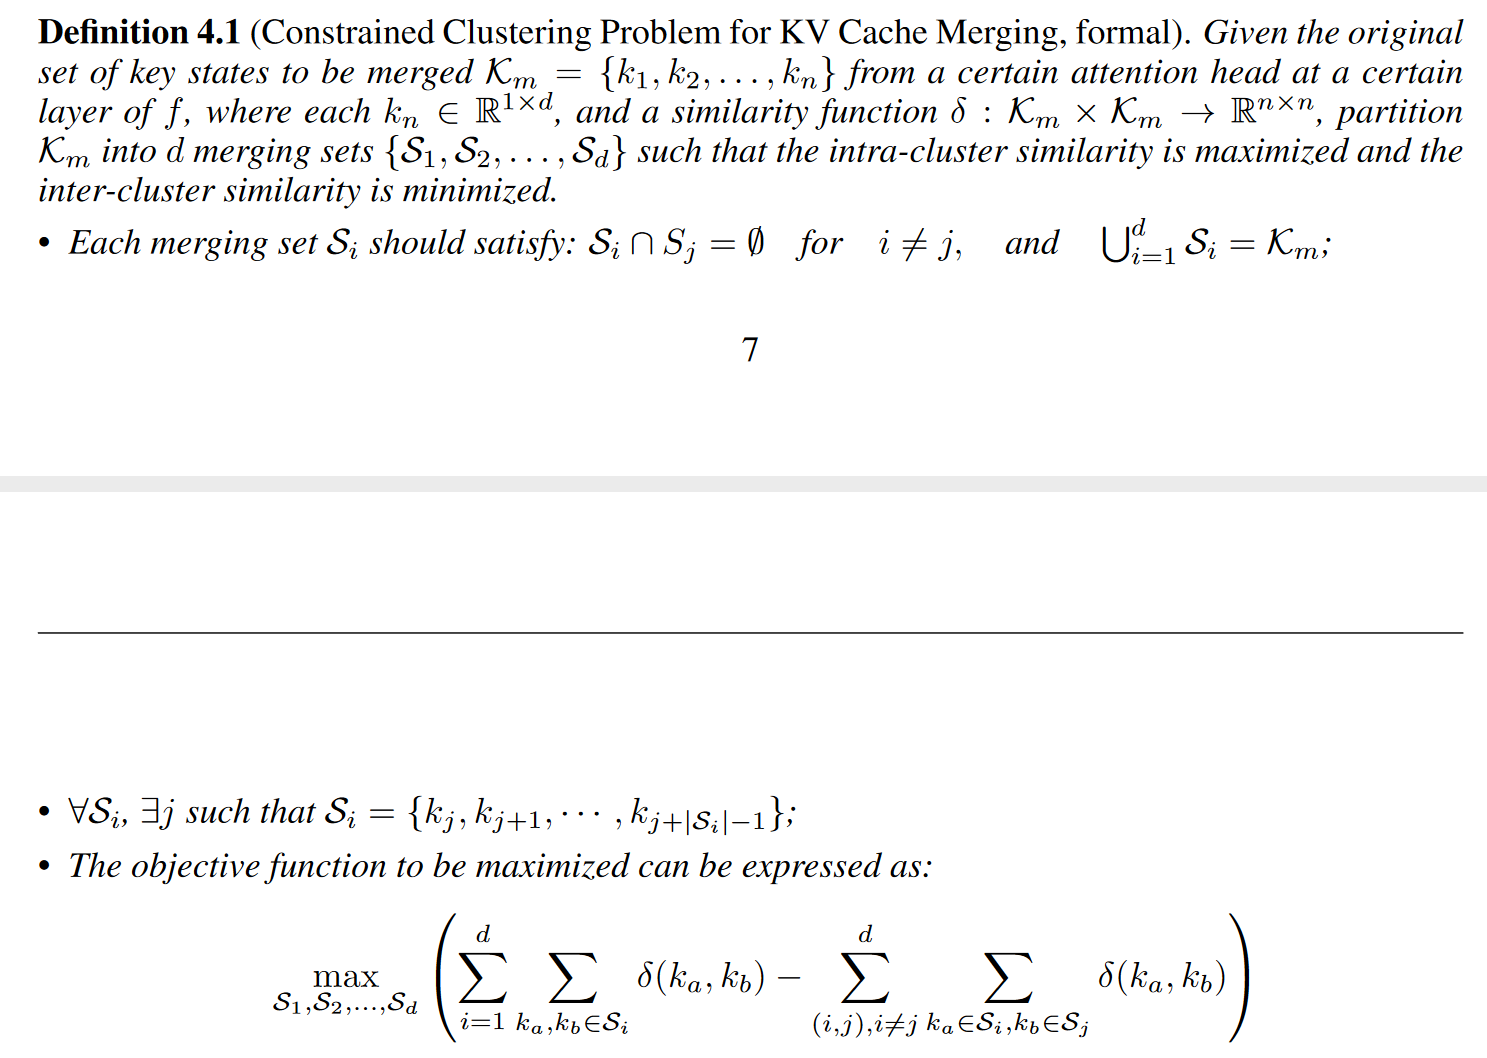 Definition 4.1 (Constrained Clustering Problem for KV Cache Merging, formal). Given the original
set of key states to be merged $\mathcal{K}_m = \{k_1, k_2, \ldots, k_n\}$ from a certain attention head at a certain
layer of $f$, where each $k_n \in \mathbb{R}^{1 \times d}$, and a similarity function $\delta : \mathcal{K}_m \times \mathcal{K}_m \to \mathbb{R}^{n \times n}$, partition
$\mathcal{K}_m$ into d merging sets $\{\mathcal{S}_1, \mathcal{S}_2, \ldots, \mathcal{S}_d\}$ such that the intra-cluster similarity is maximized and the
inter-cluster similarity is minimized.
• Each merging set $\mathcal{S}_i$ should satisfy: $\mathcal{S}_i \cap S_j = \emptyset$ for $i \neq j$, and $\bigcup_{i=1}^{d} \mathcal{S}_i = \mathcal{K}_m$;
7
• $\forall \mathcal{S}_i$, $\exists j$ such that $\mathcal{S}_i = \{k_j, k_{j+1}, \cdots, k_{j+|\mathcal{S}_i|-1}\}$;
• The objective function to be maximized can be expressed as:
$\max_{\mathcal{S}_1, \mathcal{S}_2, \ldots, \mathcal{S}_d} \left( \sum_{i=1}^{d} \sum_{k_a, k_b \in \mathcal{S}_i} \delta(k_a, k_b) - \sum_{(i,j), i \neq j}^{d} \sum_{k_a \in \mathcal{S}_i, k_b \in \mathcal{S}_j} \delta(k_a, k_b) \right)$